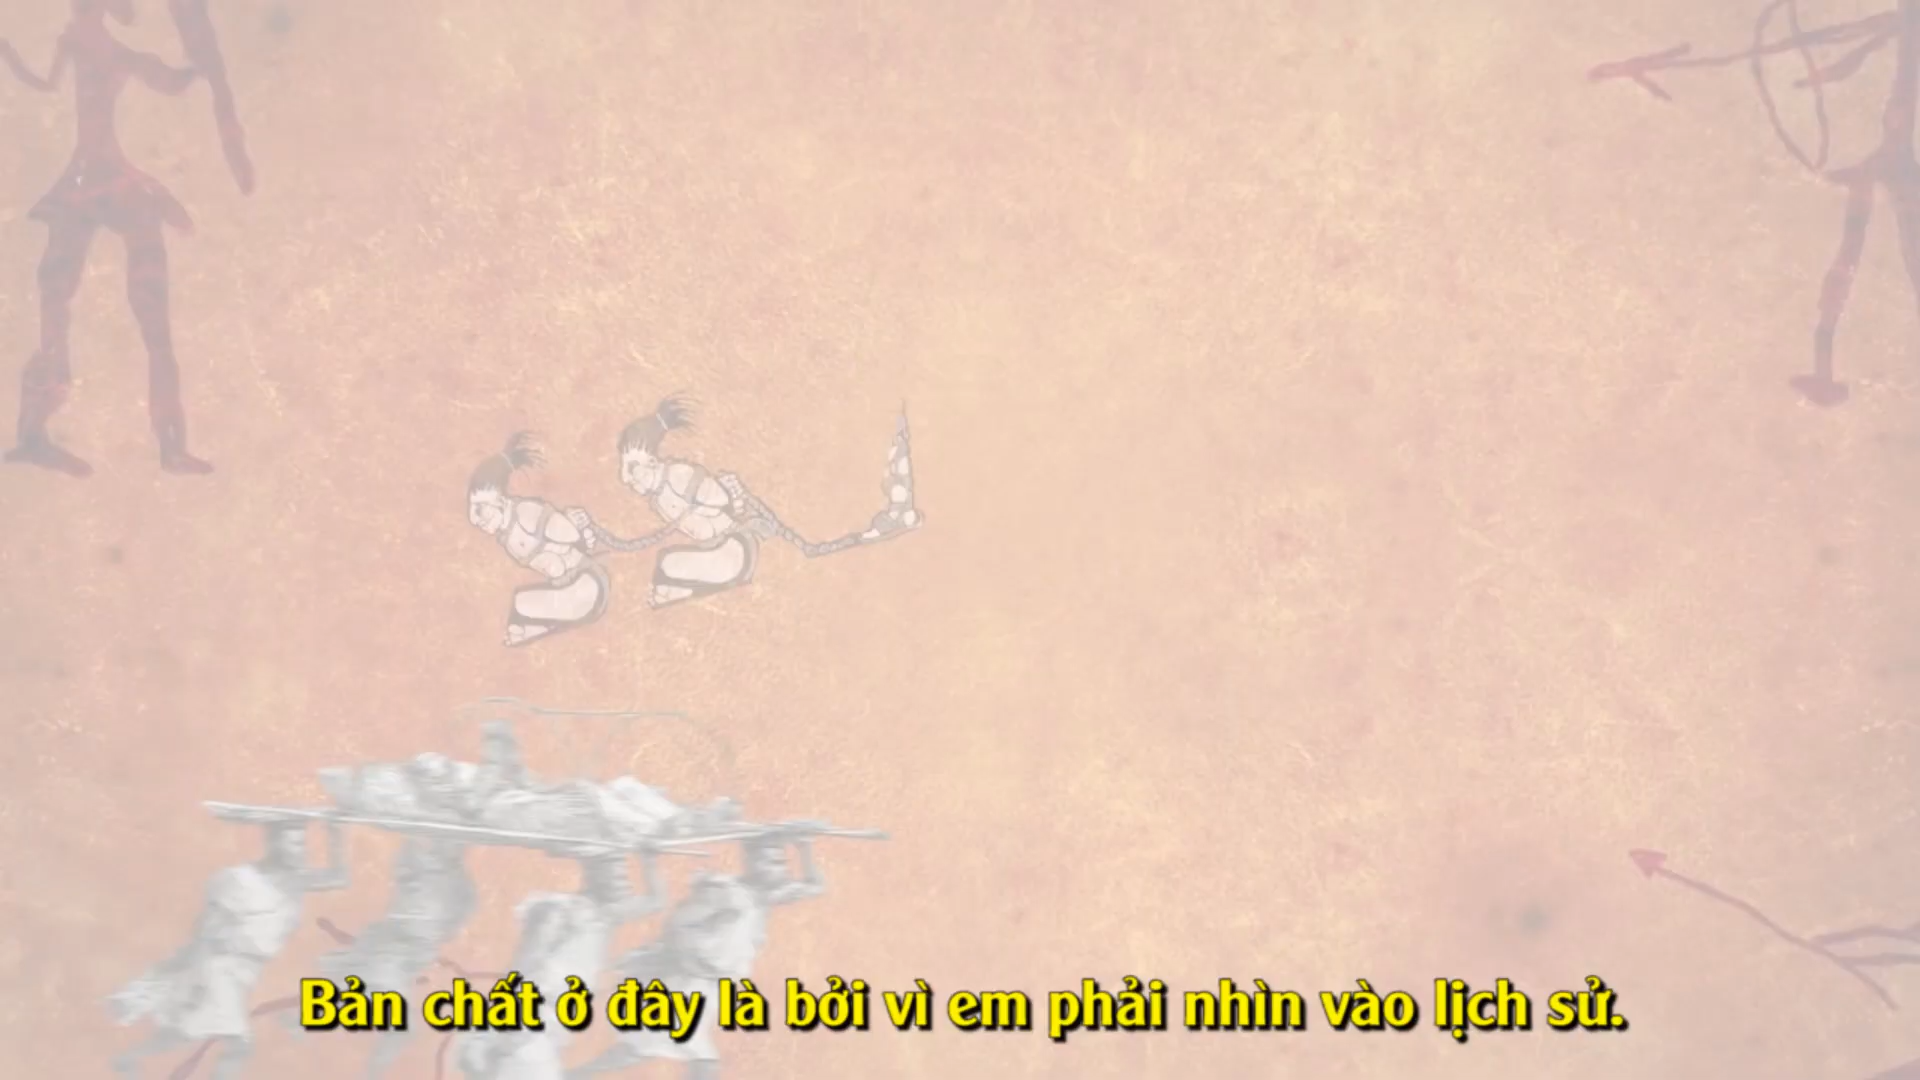 Bản chất ở đây là bởi vì em phải nhìn vào lịch sử.